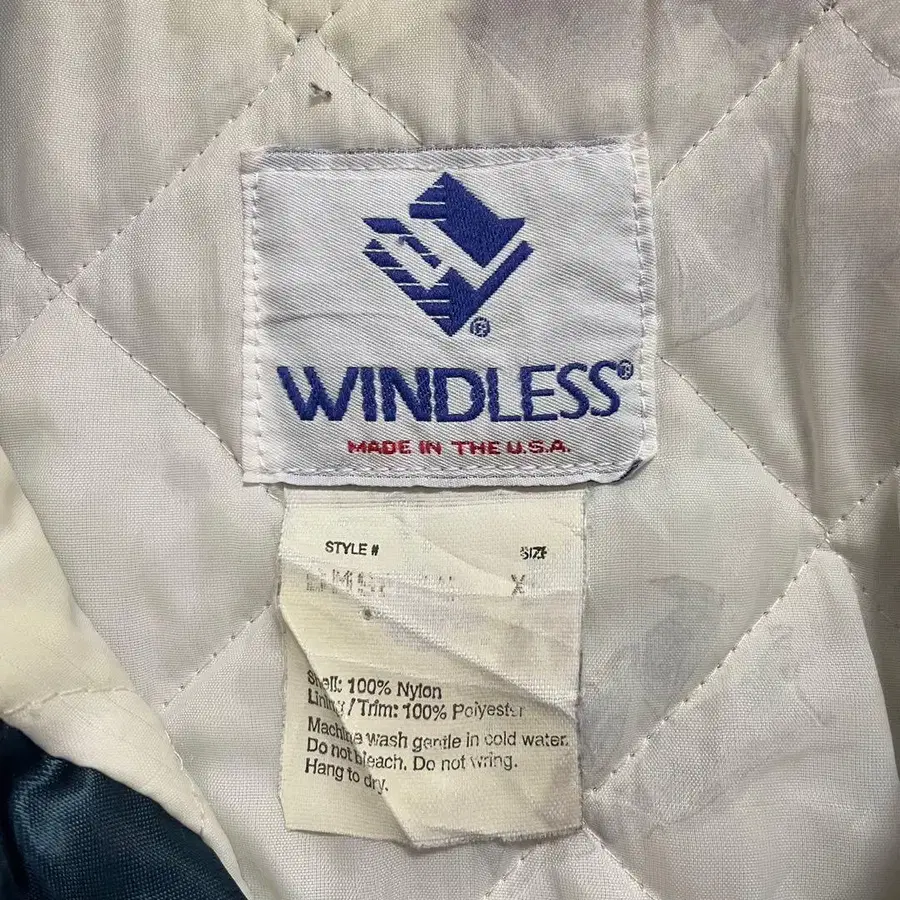 WINDLESS®
MADE IN THE U.S.A.
STYLE # SIZE
X
Shell: 100% Nylon
Lining/Trim: 100% Polyester
Machine wash gentle in cold water.
Do not bleach. Do not wring.
Hang to dry.